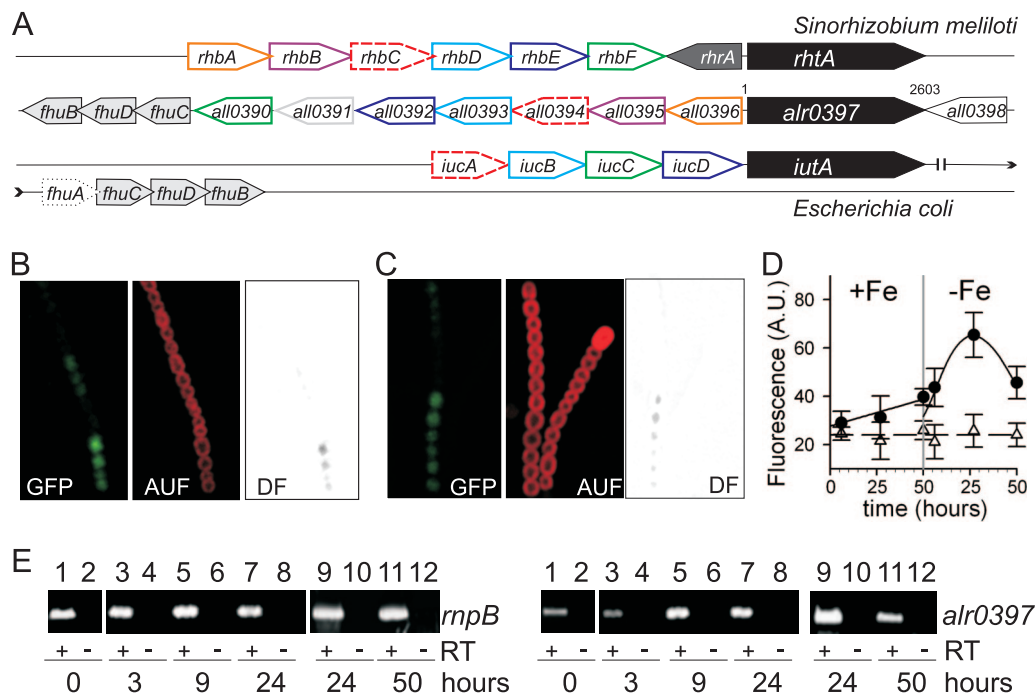 A
Sinorhizobium meliloti
rhbA rhbB rhbC rhbD rhbE rhbF rhrA rhtA
1 2603
fhuB fhuD fhuC all0390 all0391 all0392 all0393 all0394 all0395 all0396 alr0397 all0398
iucA iucB iucC iucD iutA
fhuA fhuC fhuD fhuB
Escherichia coli
B
GFP AUF DF
C
GFP AUF DF
D
+Fe -Fe
Fluorescence (A.U.)
80
60
40
20
0 25 50 25 50
time (hours)
E
1 2 3 4 5 6 7 8 9 10 11 12
rnpB
+ - + - + - + - + - + - RT
0 3 9 24 24 50 hours
1 2 3 4 5 6 7 8 9 10 11 12
alr0397
+ - + - + - + - + - + - RT
0 3 9 24 24 50 hours